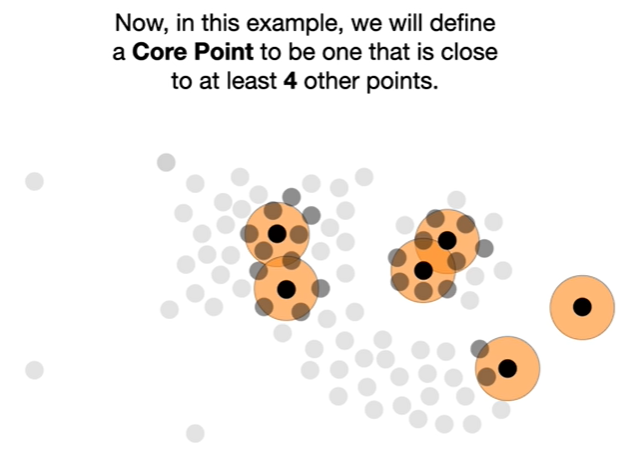 Now, in this example, we will define
a Core Point to be one that is close
to at least 4 other points.